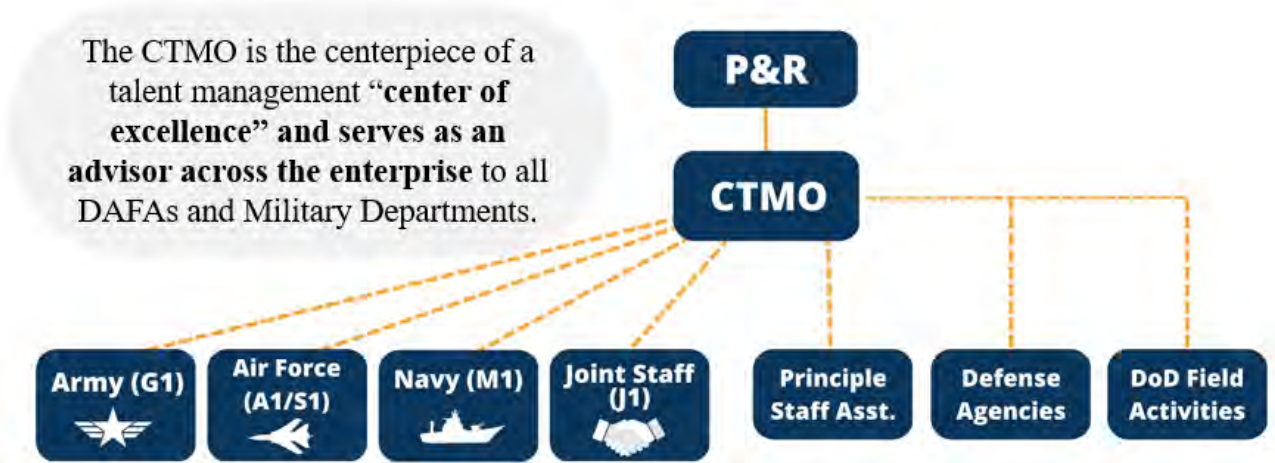 The CTMO is the centerpiece of a
talent management “center of
excellence” and serves as an
advisor across the enterprise to all
DAFAs and Military Departments.
P&R
CTMO
Army (G1)
Air Force
(A1/S1)
Navy (M1)
Joint Staff
(J1)
Principle
Staff Asst.
Defense
Agencies
DoD Field
Activities